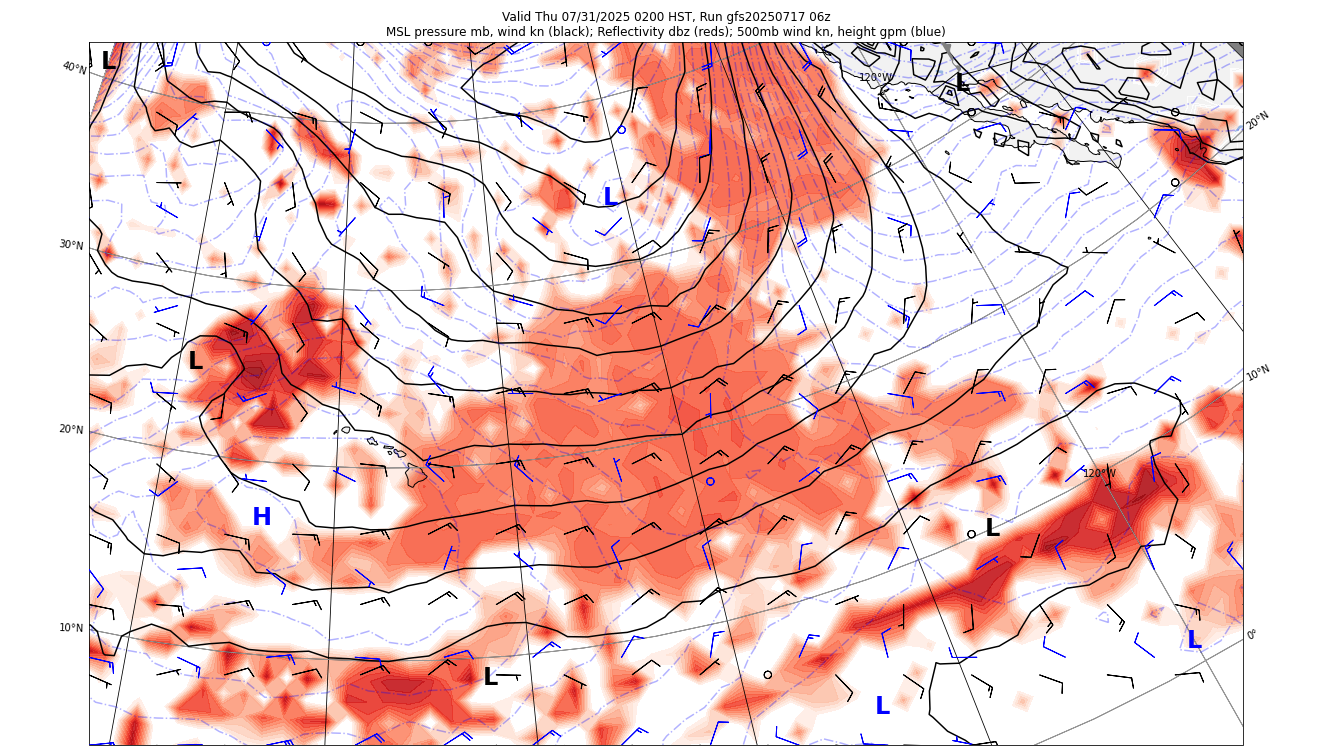 Valid Thu 07/31/2025 0200 HST, Run gfs20250717 06z
MSL pressure mb, wind kn (black); Reflectivity dbz (reds); 500mb wind kn, height gpm (blue)
L
40°N
120°W
L
20°N
L
30°N
L
10°N
20°N
120°W
H
L
10°N
0°
L
L
L